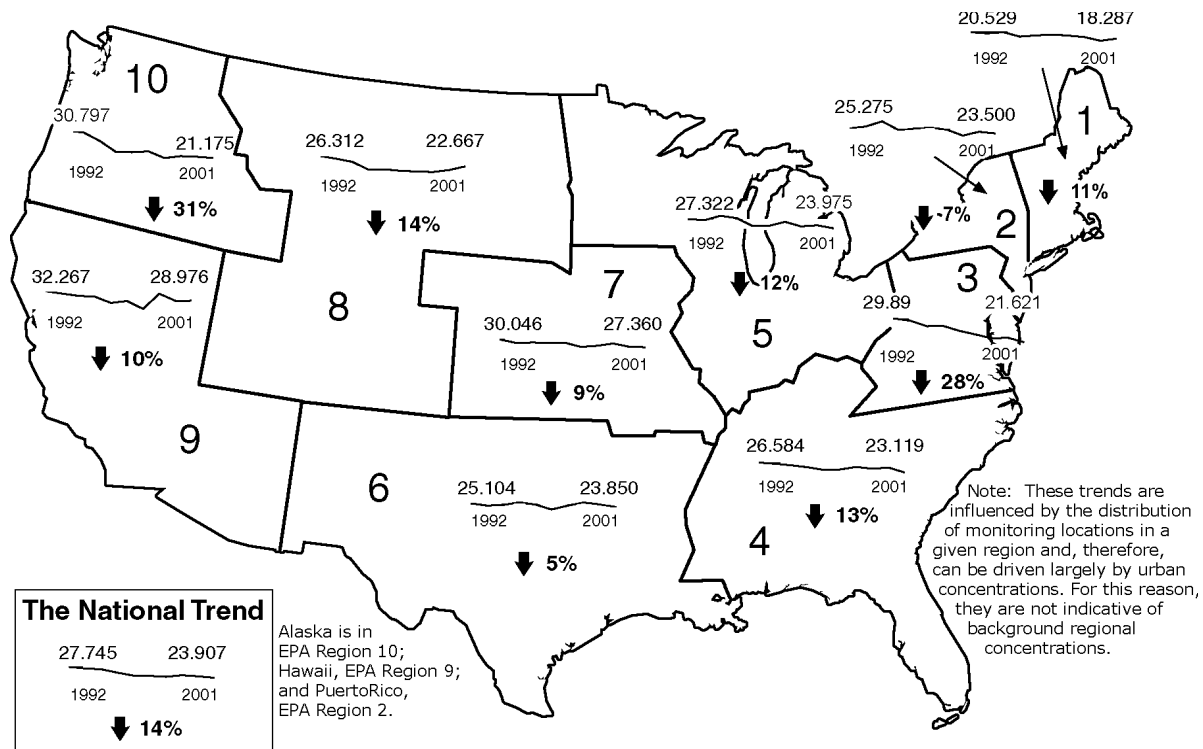 20.529 18.287
1992 2001
1
11%
25.275 23.500
1992 2001
-7%
2
10
30.797 21.175
1992 2001
31%
26.312 22.667
1992 2001
14%
8
27.322 23.975
1992 2001
12%
5
3
29.89 21.621
1992 2001
28%
32.267 28.976
1992 2001
10%
9
7
30.046 27.360
1992 2001
9%
26.584 23.119
1992 2001
13%
4
6
25.104 23.850
1992 2001
5%
Note: These trends are
influenced by the distribution
of monitoring locations in a
given region and, therefore,
can be driven largely by urban
concentrations. For this reason,
they are not indicative of
background regional
concentrations.
The National Trend
27.745 23.907
1992 2001
14%
Alaska is in
EPA Region 10;
Hawaii, EPA Region 9;
and PuertoRico,
EPA Region 2.